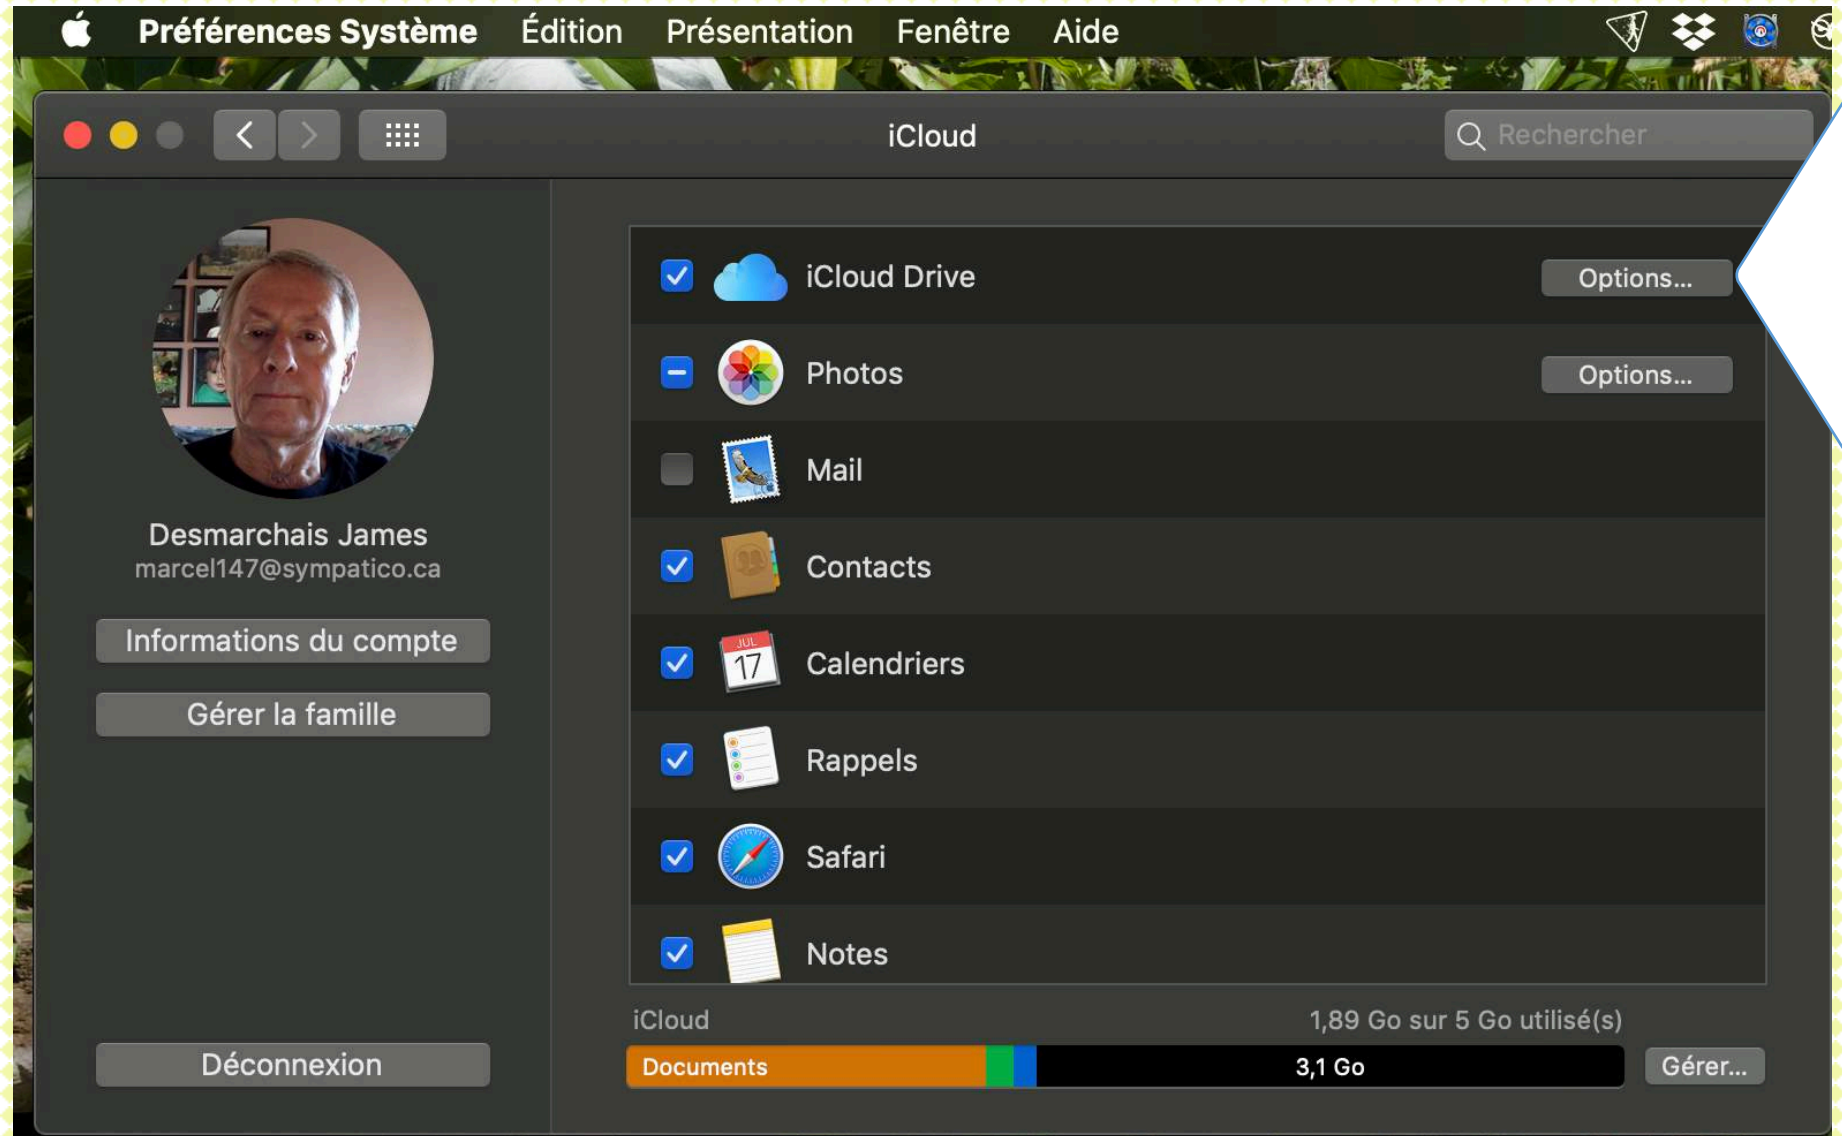 Préférences Système Édition Présentation Fenêtre Aide
iCloud
Rechercher
iCloud Drive
Options...
Photos
Options...
Mail
Desmarchais James
marcel147@sympatico.ca
Contacts
Informations du compte
JUL
17
Calendriers
Gérer la famille
Rappels
Safari
Notes
iCloud
1,89 Go sur 5 Go utilisé(s)
Déconnexion
Documents
3,1 Go
Gérer...